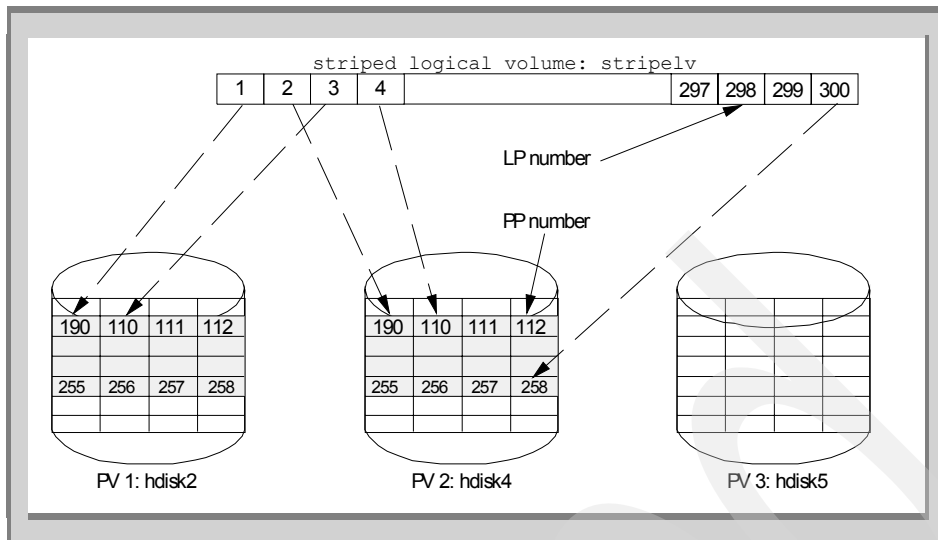 striped logical volume: stripelv
1 2 3 4 297 298 299 300
LP number
PP number
190 110 111 112 190 110 111 112
255 256 257 258 255 256 257 258
PV 1: hdisk2 PV 2: hdisk4 PV 3: hdisk5